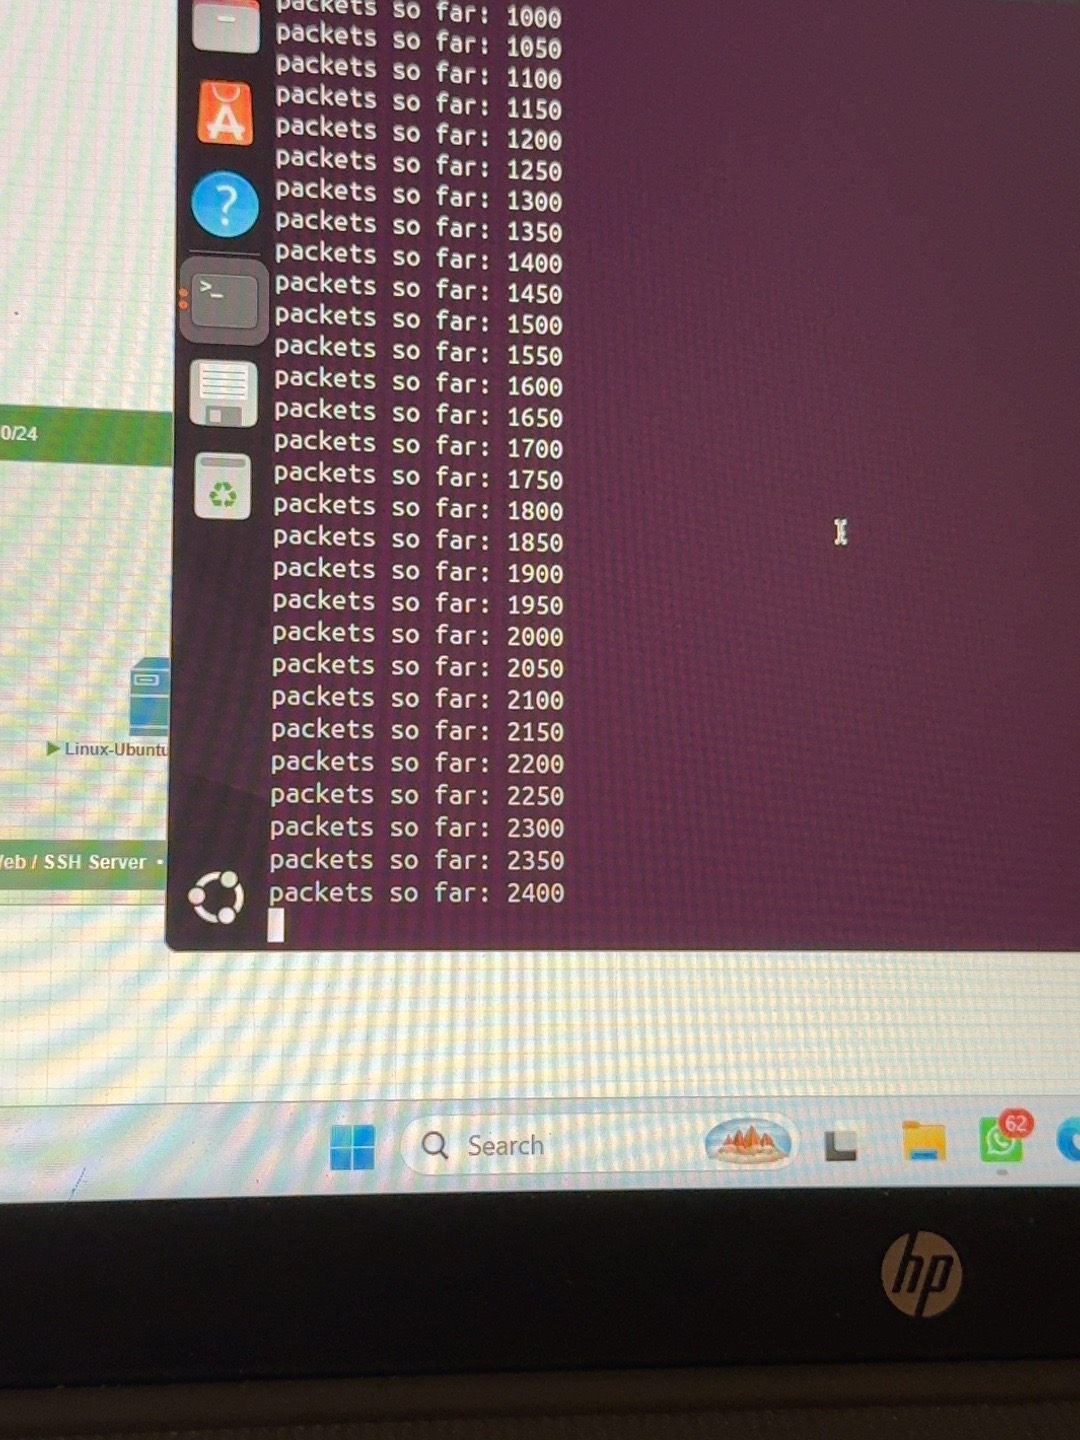 packets so far: 1000
packets so far: 1050
packets so far: 1100
packets so far: 1150
packets so far: 1200
packets so far: 1250
packets so far: 1300
packets so far: 1350
packets so far: 1400
packets so far: 1450
packets so far: 1500
packets so far: 1550
packets so far: 1600
packets so far: 1650
packets so far: 1700
packets so far: 1750
packets so far: 1800
packets so far: 1850
packets so far: 1900
packets so far: 1950
packets so far: 2000
packets so far: 2050
packets so far: 2100
packets so far: 2150
packets so far: 2200
packets so far: 2250
packets so far: 2300
packets so far: 2350
packets so far: 2400
0/24
Linux-Ubuntu
/ SSH Server •
Search
62
hp